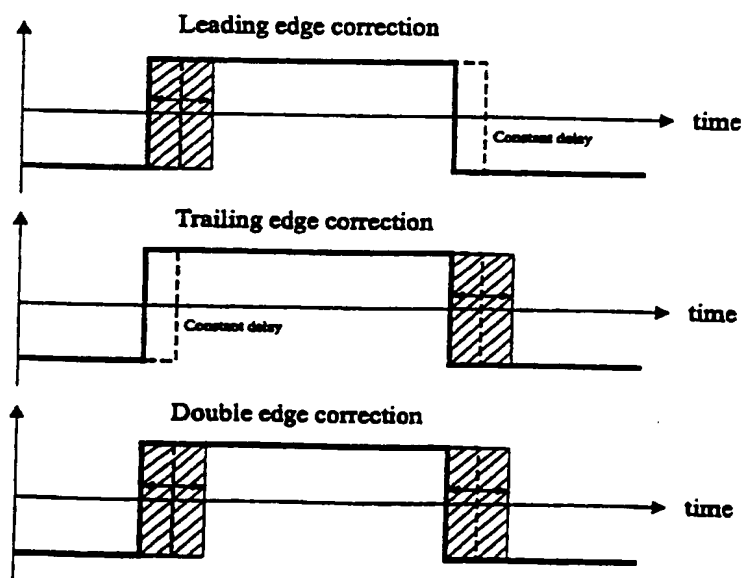 Leading edge correction
time
Constant delay
Trailing edge correction
time
Constant delay
Double edge correction
time